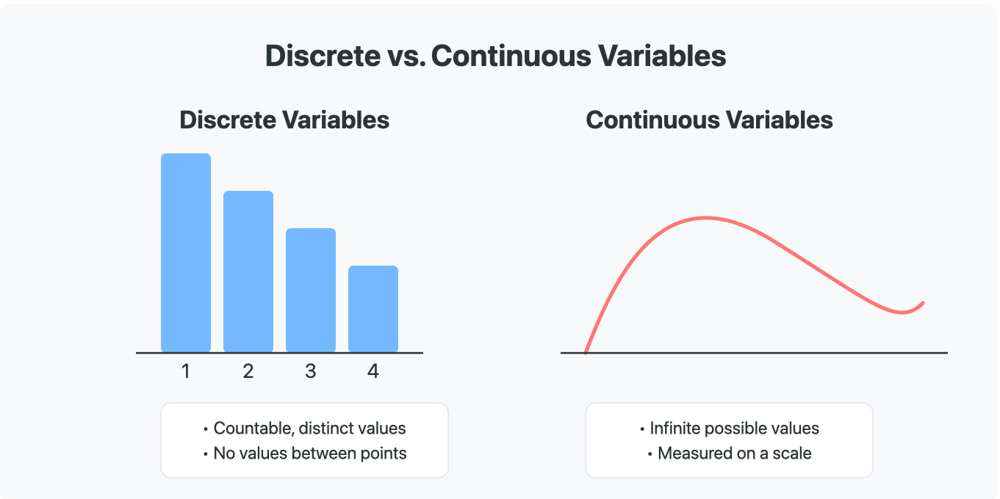 Discrete vs. Continuous Variables
Discrete Variables
1 2 3 4
• Countable, distinct values
• No values between points
Continuous Variables
• Infinite possible values
• Measured on a scale